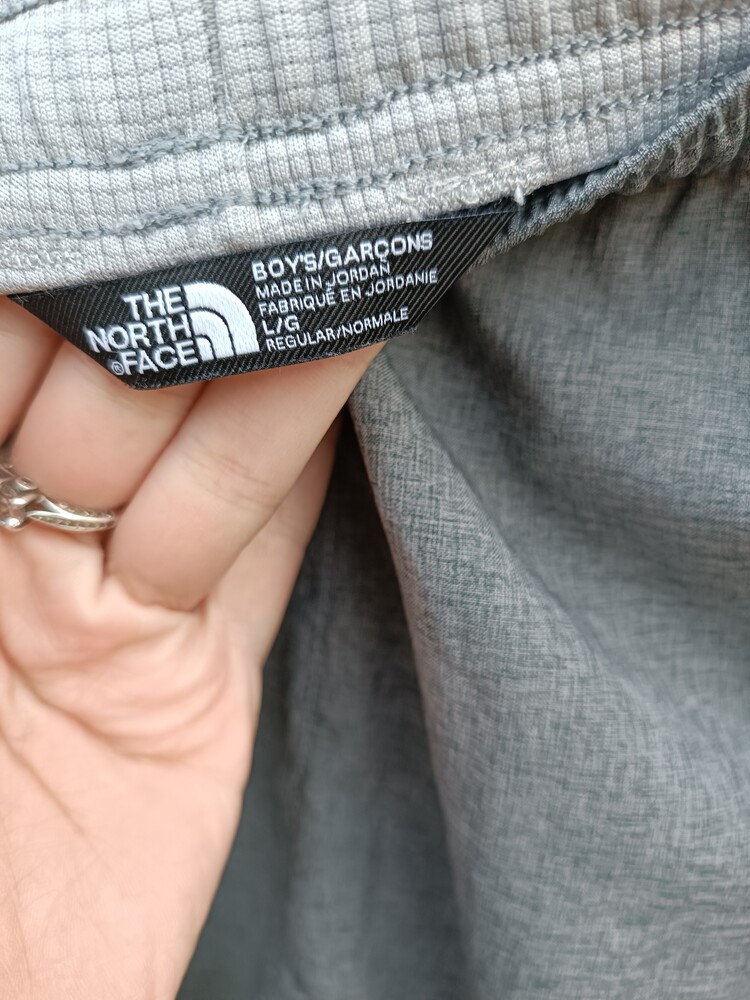 THE
NORTH
®FACE
BOY'S/GARÇONS
MADE IN JORDAN
FABRIQUÉ EN JORDANIE
L/G
REGULAR/NORMALE